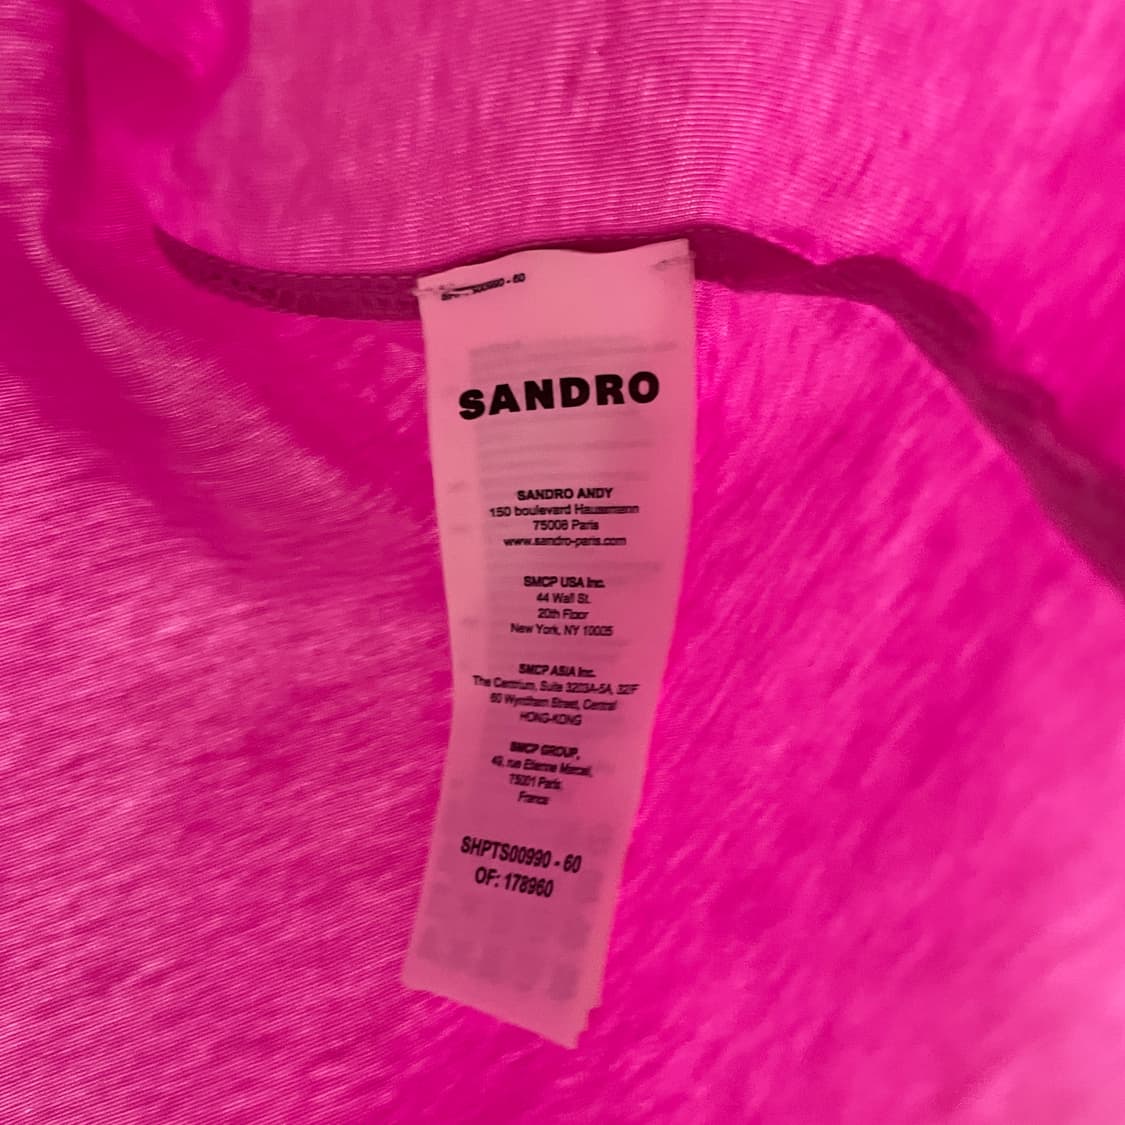 SANDRO
SANDRO ANDY
150 boulevard Haussmann
75008 Paris
www.sandro-paris.com
SMCP USA Inc.
44 Wall St.
20th Floor
New York, NY 10005
SMCP ASIA Inc.
The Centrium, Suite 3203A-5A, 32/F
60 Wyndham Street, Central
HONG-KONG
SMCP GROUP,
49, rue Etienne Marcel,
75001 Paris,
France
SHPTS00990 - 60
OF: 178960